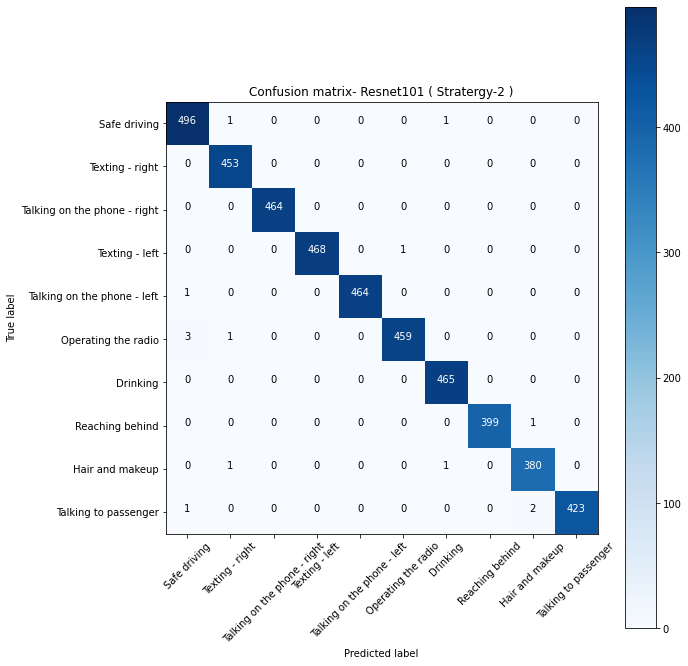 Confusion matrix- Resnet101 ( Stratergy-2 )
Safe driving 496 1 0 0 0 0 1 0 0 0
Texting - right 0 453 0 0 0 0 0 0 0 0
Talking on the phone - right 0 0 464 0 0 0 0 0 0 0
Texting - left 0 0 0 468 0 1 0 0 0 0
Talking on the phone - left 1 0 0 0 464 0 0 0 0 0
Operating the radio 3 1 0 0 0 459 0 0 0 0
Drinking 0 0 0 0 0 0 465 0 0 0
Reaching behind 0 0 0 0 0 0 0 399 1 0
Hair and makeup 0 1 0 0 0 0 1 0 380 0
Talking to passenger 1 0 0 0 0 0 0 0 2 423
True label
Safe driving
Texting - right
Talking on the phone - right
Texting - left
Talking on the phone - left
Operating the radio
Drinking
Reaching behind
Hair and makeup
Talking to passenger
Predicted label
400
300
200
100
0